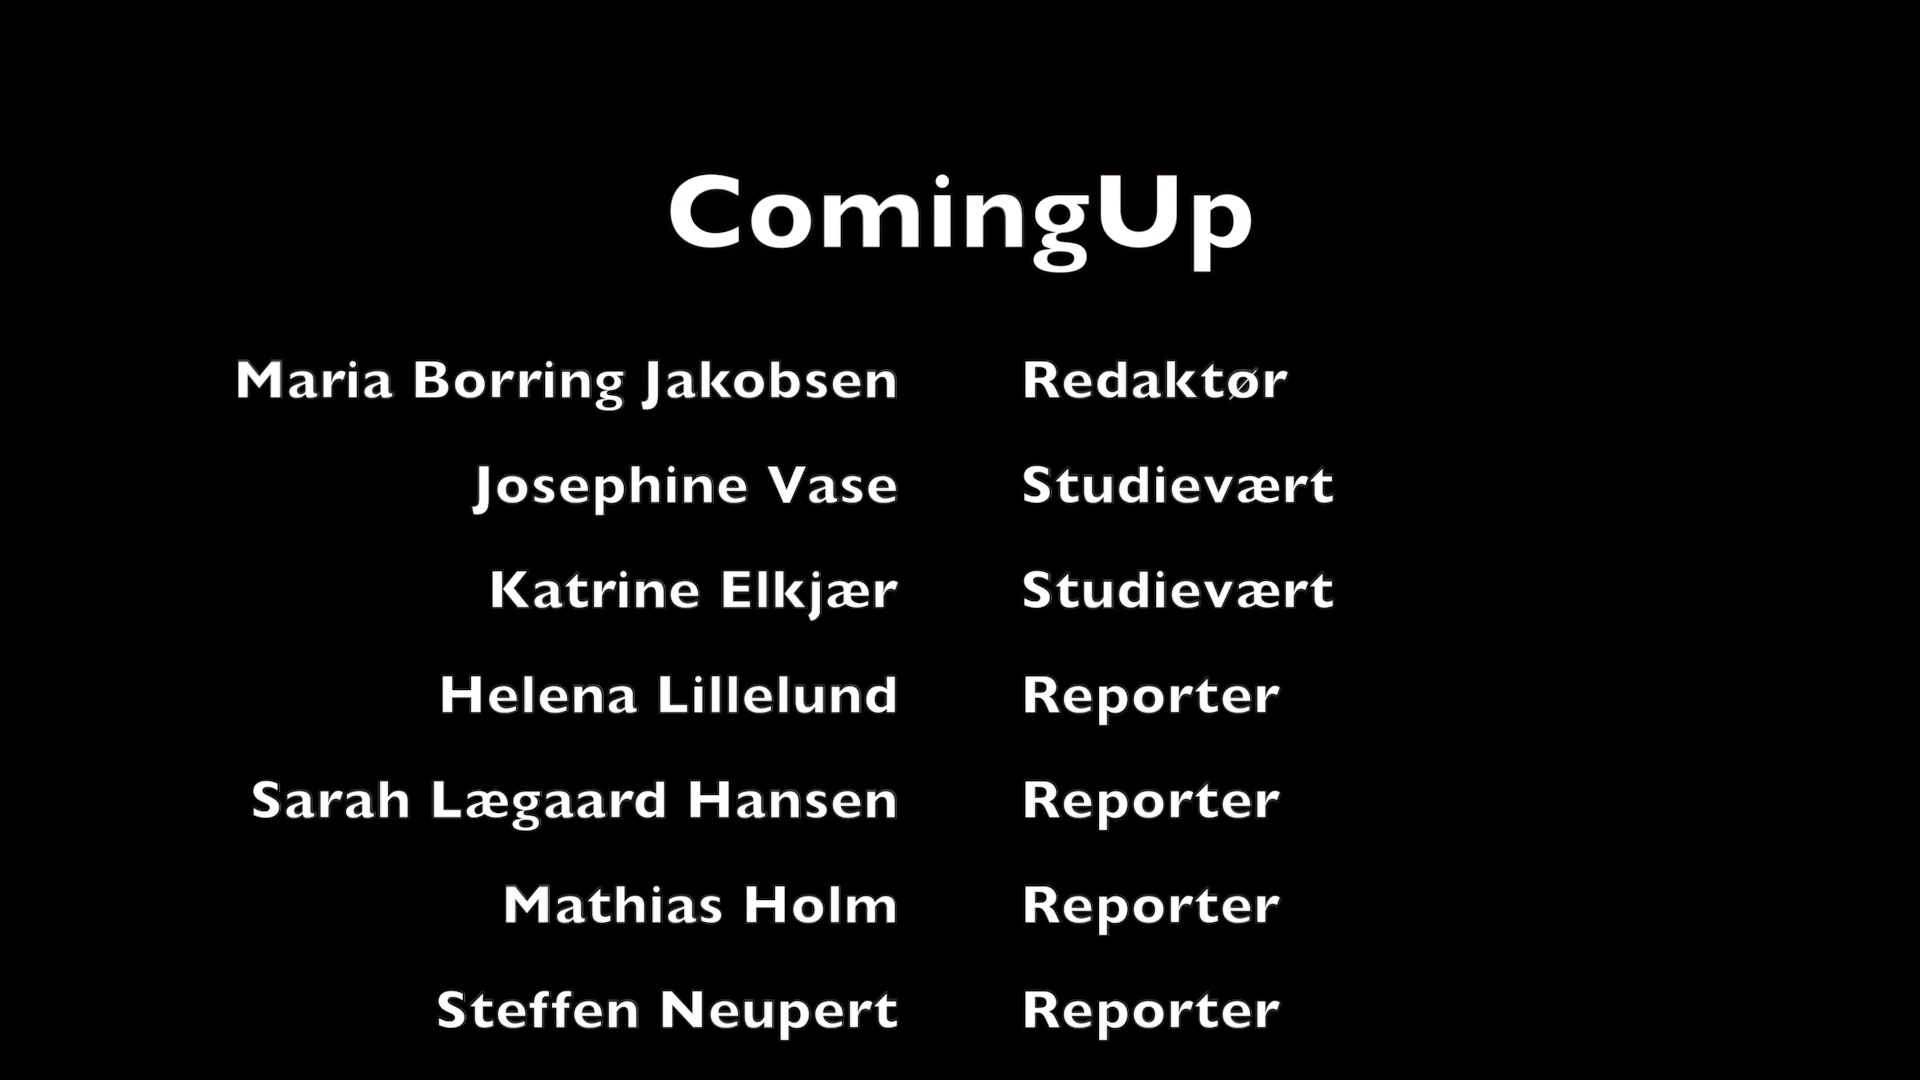 ComingUp
Maria Borring Jakobsen Redaktør
Josephine Vase Studievært
Katrine Elkjær Studievært
Helena Lillelund Reporter
Sarah Lægaard Hansen Reporter
Mathias Holm Reporter
Steffen Neupert Reporter